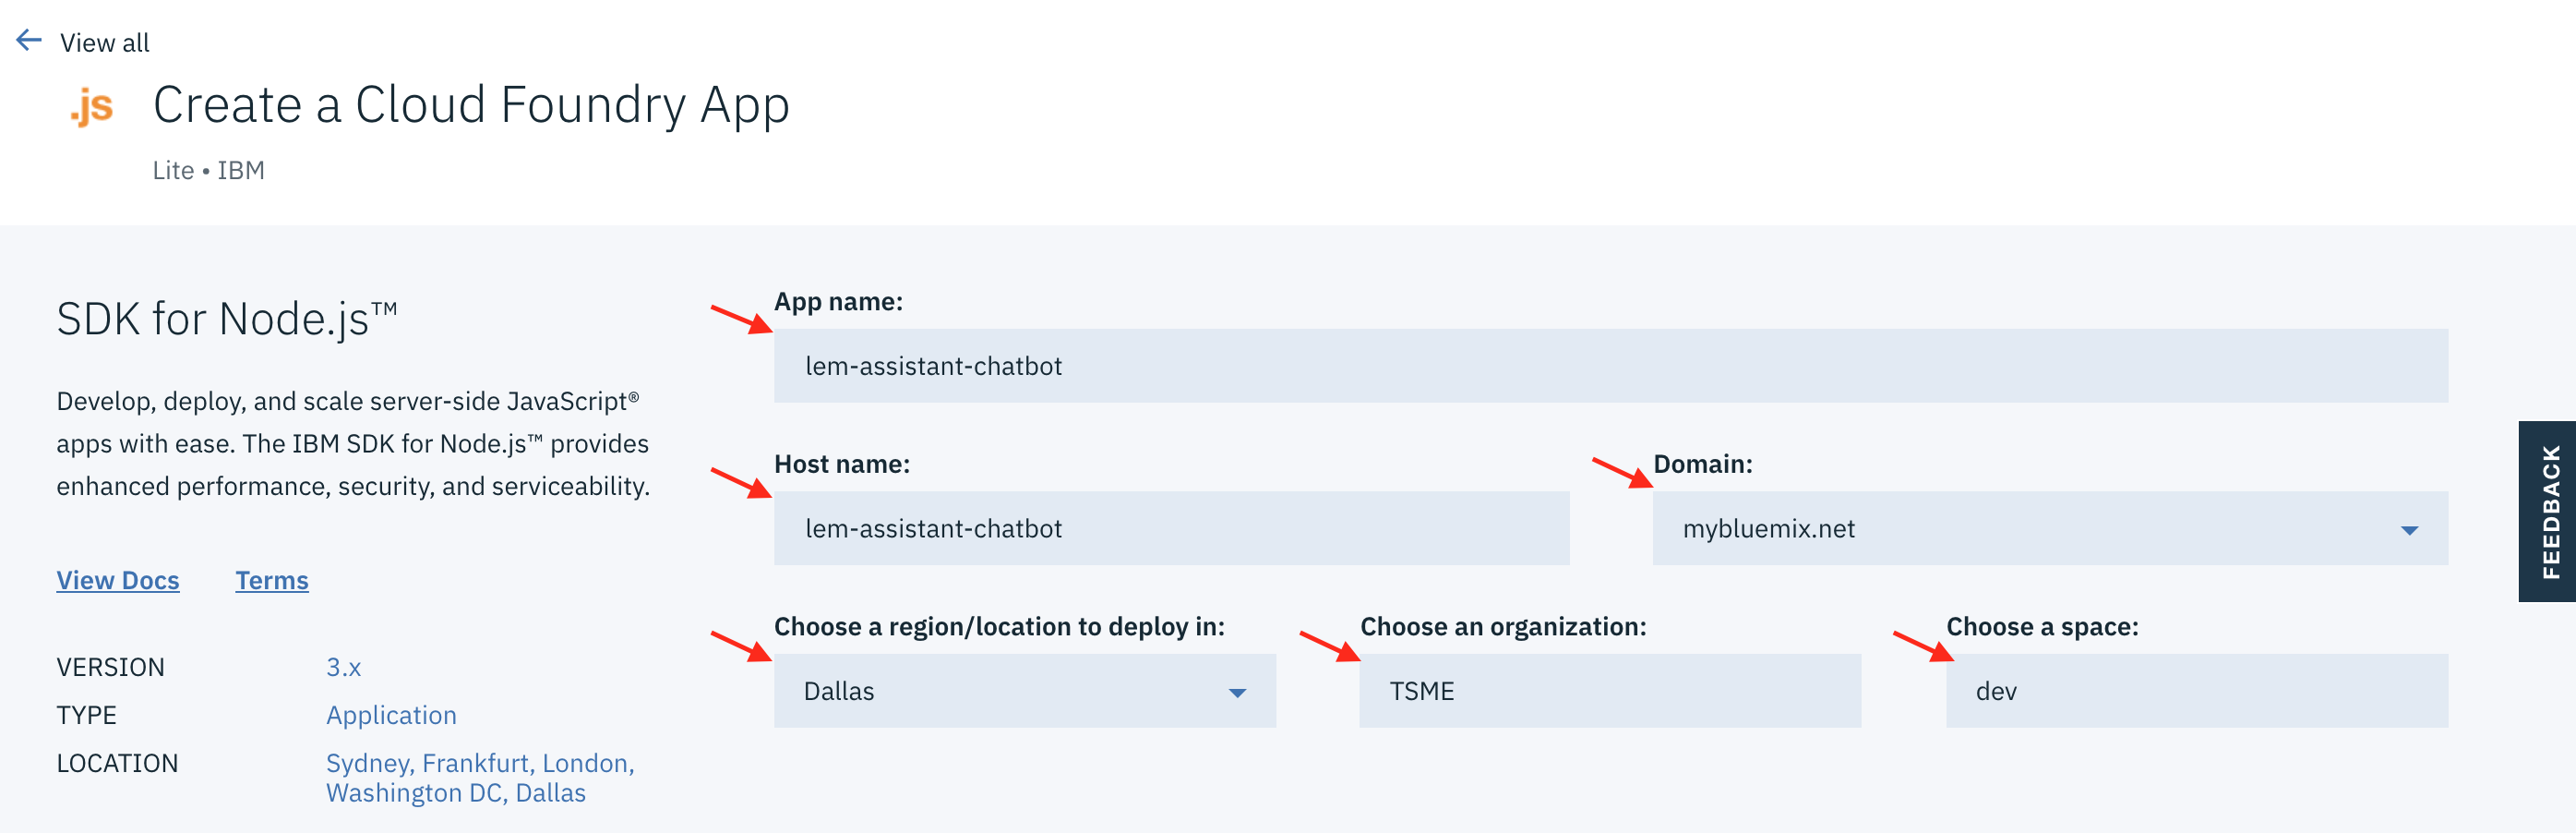 View all
.js
Create a Cloud Foundry App
Lite • IBM
SDK for Node.js™
Develop, deploy, and scale server-side JavaScript®
apps with ease. The IBM SDK for Node.js™ provides
enhanced performance, security, and serviceability.
View Docs Terms
VERSION 3.x
TYPE Application
LOCATION Sydney, Frankfurt, London,
Washington DC, Dallas
App name:
lem-assistant-chatbot
Host name:
lem-assistant-chatbot
Domain:
mybluemix.net
Choose a region/location to deploy in:
Dallas
Choose an organization:
TSME
Choose a space:
dev
FEEDBACK